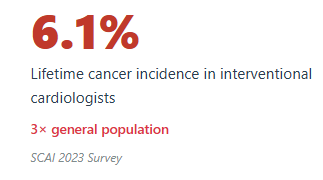 6.1%
Lifetime cancer incidence in interventional
cardiologists
3× general population
SCAI 2023 Survey